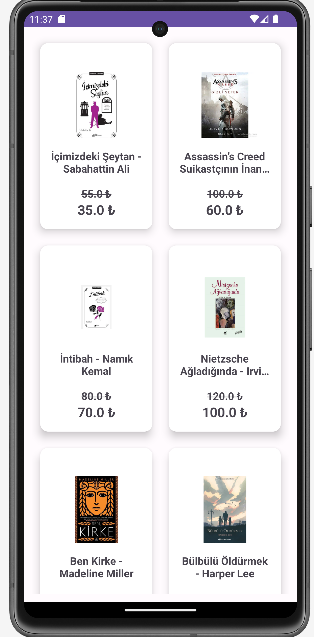 11:37
İçimizdeki Şeytan -
Sabahattin Ali
55.0 ₺
35.0 ₺
Assassin's Creed
Suikastçının İnan...
100.0 ₺
60.0 ₺
İntibah - Namık
Kemal
80.0 ₺
70.0 ₺
Nietzsche
Ağladığında - Irvi...
120.0 ₺
100.0 ₺
KİRKE
Ben Kirke -
Madeline Miller
Bülbülü Öldürmek
- Harper Lee